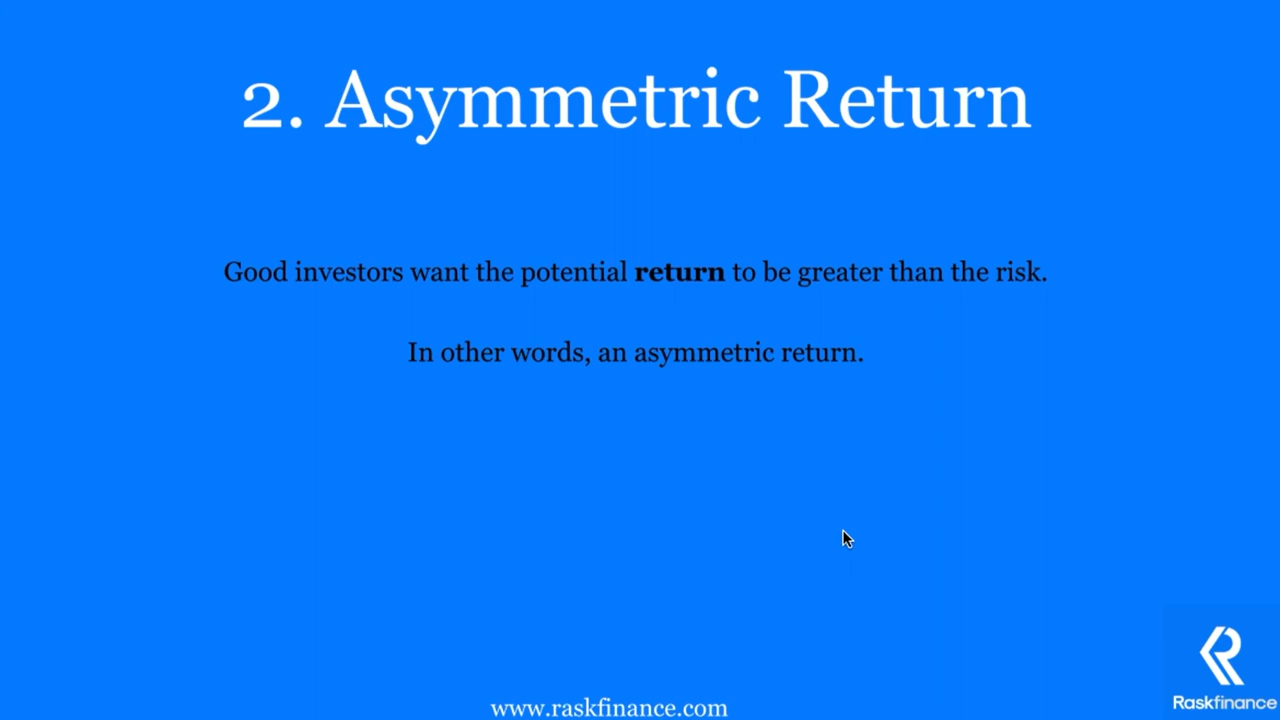 2. Asymmetric Return
Good investors want the potential return to be greater than the risk.
In other words, an asymmetric return.
www.raskfinance.com
Raskfinance